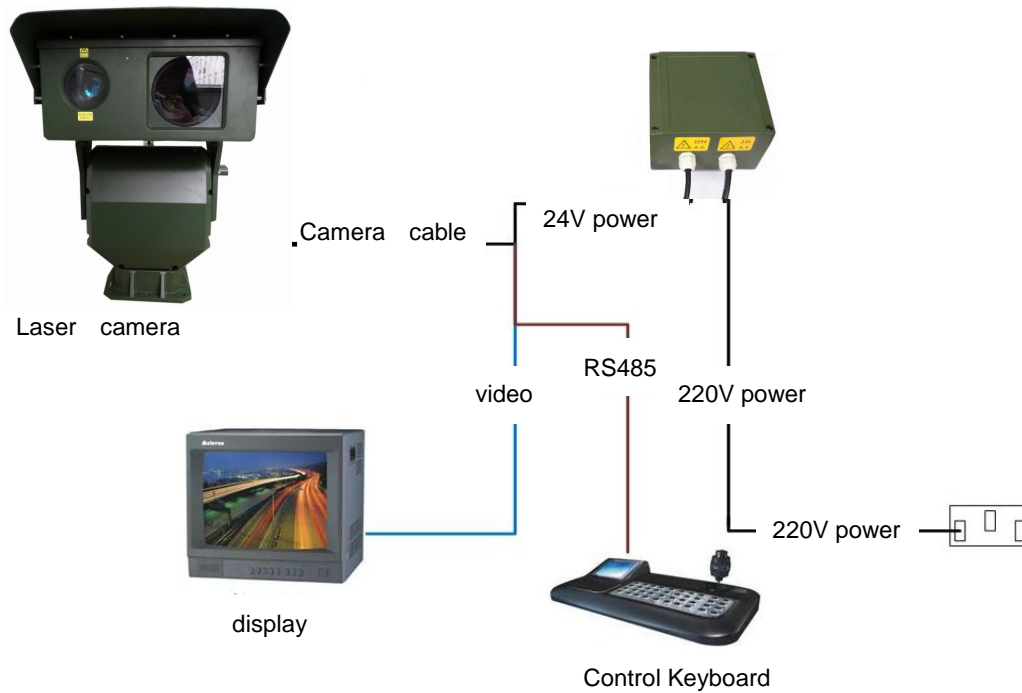 24V power
Camera cable
Laser camera
RS485
video
220V power
220V power
display
Control Keyboard